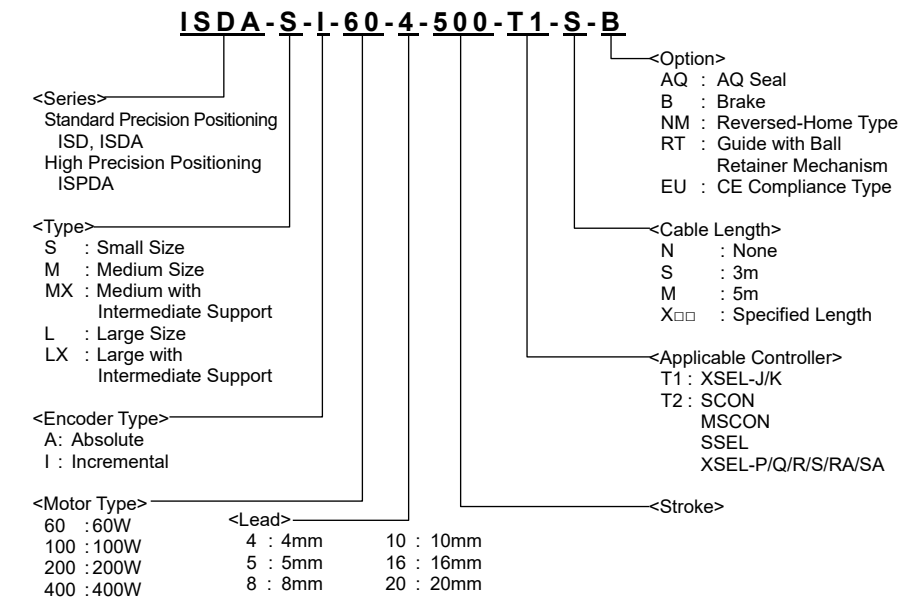 ISDA-S-I-60-4-500-T1-S-B
<Series>
Standard Precision Positioning
ISD, ISDA
High Precision Positioning
ISPDA
<Type>
S : Small Size
M : Medium Size
MX : Medium with
Intermediate Support
L : Large Size
LX : Large with
Intermediate Support
<Encoder Type>
A: Absolute
I : Incremental
<Motor Type>
60 :60W
100 :100W
200 :200W
400 :400W
<Lead>
4 : 4mm
5 : 5mm
8 : 8mm
10 : 10mm
16 : 16mm
20 : 20mm
<Option>
AQ : AQ Seal
B : Brake
NM : Reversed-Home Type
RT : Guide with Ball
Retainer Mechanism
EU : CE Compliance Type
<Cable Length>
N : None
S : 3m
M : 5m
X□□ : Specified Length
<Applicable Controller>
T1 : XSEL-J/K
T2 : SCON
MSCON
SSEL
XSEL-P/Q/R/S/RA/SA
<Stroke>